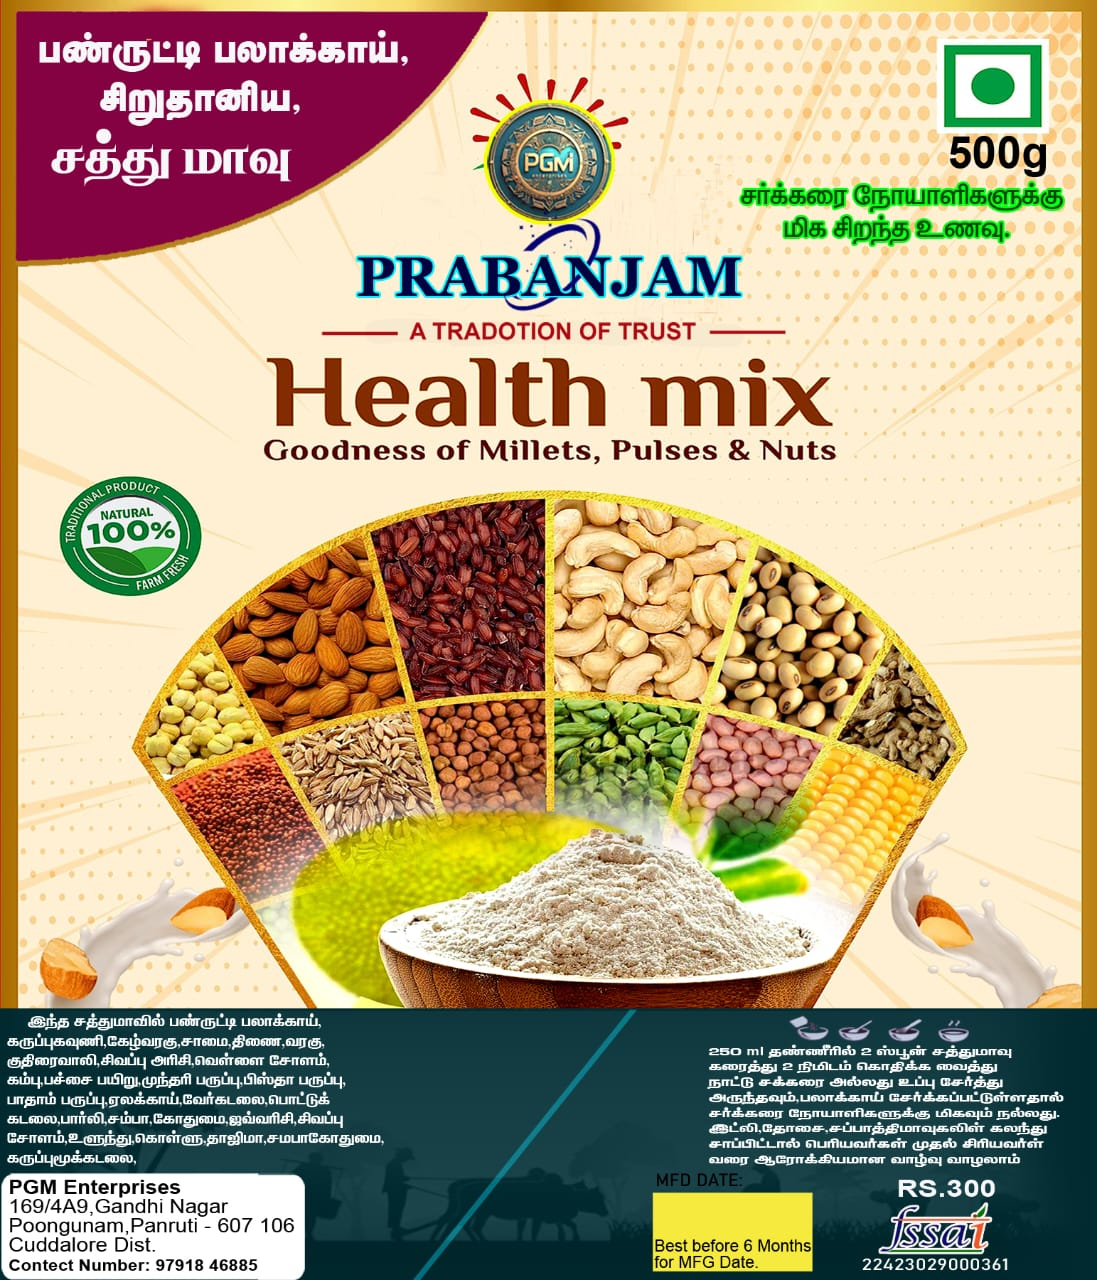 பண்ருட்டி பலாக்காய்,
சிறுதானிய,
சத்து மாவு
PGM
enterprises
500g
சர்க்கரை நோயாளிகளுக்கு
மிக சிறந்த உணவு.
PRABANJAM
A TRADOTION OF TRUST
Health mix
Goodness of Millets, Pulses & Nuts
TRADITIONAL PRODUCT
NATURAL
100%
FARM FRESH
இந்த சத்துமாவில் பண்ருட்டி பலாக்காய்,
கருப்புகவுணி,கேழ்வரகு,சாமை,திணை,வரகு,
குதிரைவாலி,சிவப்பு அரிசி,வெள்ளை சோளம்,
கம்பு,பச்சை பயிறு,முந்தரி பருப்பு,பிஸ்தா பருப்பு,
பாதாம் பருப்பு,ஏலக்காய்,வேர்கடலை,பொட்டுக்
கடலை,பார்லி,சம்பா,கோதுமை,ஜவ்வரிசி,சிவப்பு
சோளம்,உளுந்து,கொள்ளு,தாஜிமா,சமபாகோதுமை,
கருப்புமூக்கடலை,
250 ml தண்ணீரில் 2 ஸ்பூன் சத்துமாவு
கரைத்து 2 நிமிடம் கொதிக்க வைத்து
நாட்டு சக்கரை அல்லது உப்பு சேர்த்து
அருந்தவும்,பலாக்காய் சேர்க்கப்பட்டுள்ளதால்
சர்க்கரை நோயாளிகளுக்கு மிகவும் நல்லது.
இட்லி,தோசை,சப்பாத்திமாவுகலிள் கலந்து
சாப்பிட்டால் பெரியவர்கள் முதல் சிரியவர்ள்
வரை ஆரோக்கியமான வாழ்வு வாழலாம்
PGM Enterprises
169/4A9,Gandhi Nagar
Poongunam,Panruti - 607 106
Cuddalore Dist.
Contect Number: 97918 46885
MFD DATE:
Best before 6 Months
for MFG Date.
RS.300
fssai
22423029000361